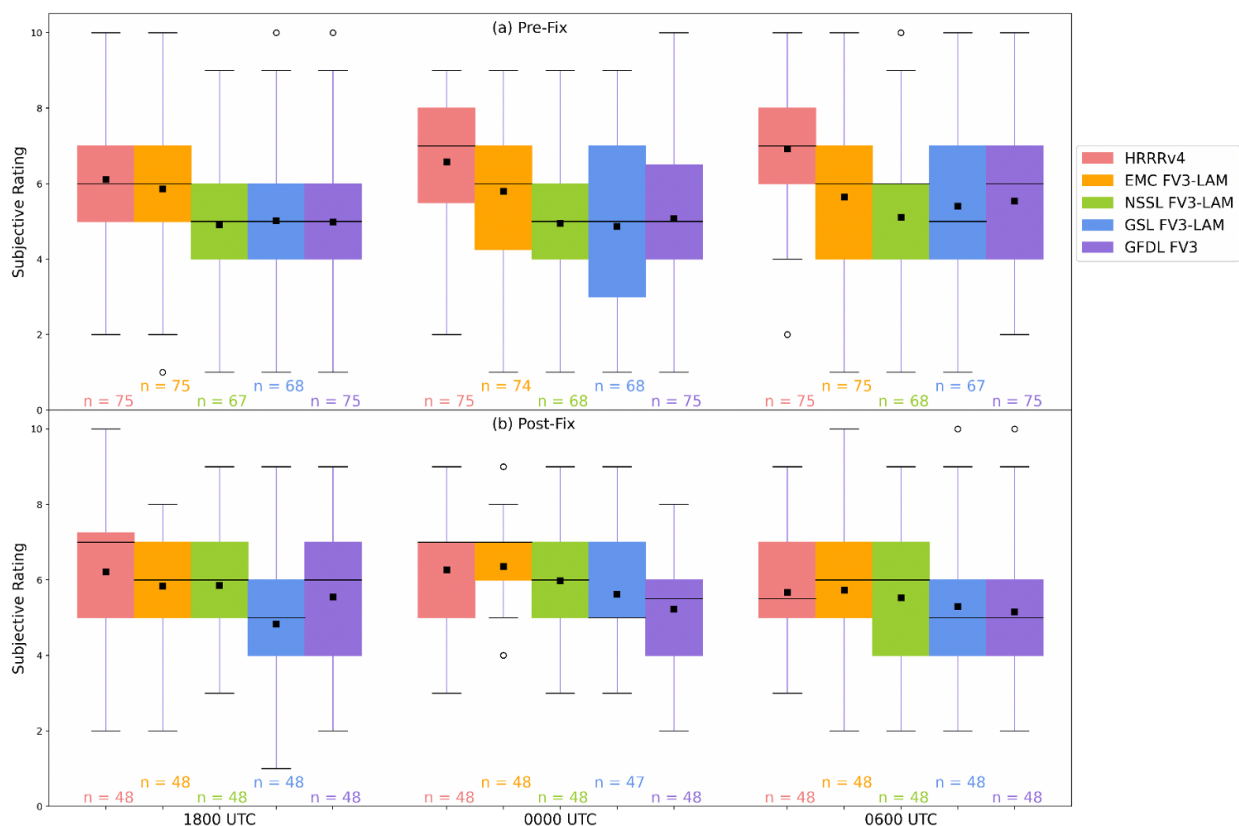 (a) Pre-Fix
Subjective Rating
10
8
6
4
2
0
n = 75
n = 75
n = 67
n = 68
n = 75
n = 75
n = 74
n = 68
n = 68
n = 75
n = 75
n = 75
n = 68
n = 67
n = 75
HRRRv4
EMC FV3-LAM
NSSL FV3-LAM
GSL FV3-LAM
GFDL FV3
(b) Post-Fix
Subjective Rating
10
8
6
4
2
0
n = 48
n = 48
n = 48
n = 48
n = 48
n = 48
n = 48
n = 48
n = 47
n = 48
n = 48
n = 48
n = 48
n = 48
n = 48
1800 UTC
0000 UTC
0600 UTC